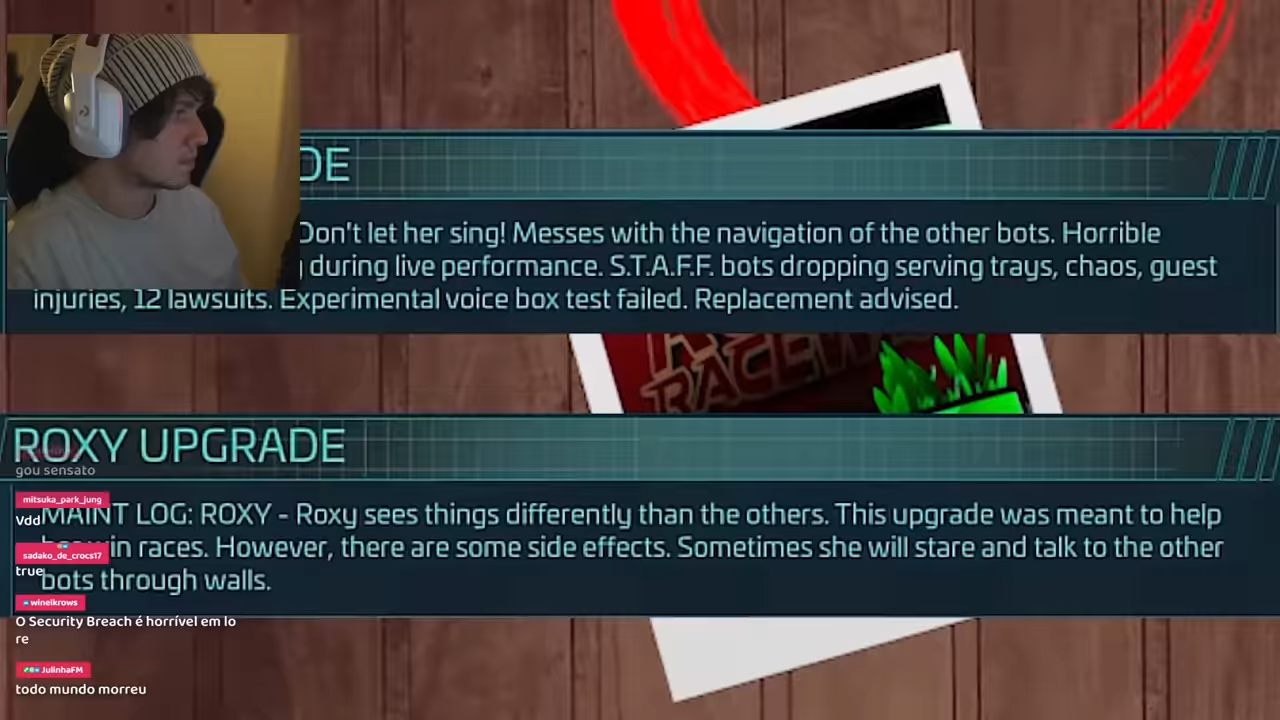 DE
Don't let her sing! Messes with the navigation of the other bots. Horrible
during live performance. S.T.A.F.F. bots dropping serving trays, chaos, guest
injuries, 12 lawsuits. Experimental voice box test failed. Replacement advised.
RACEW
ROXY UPGRADE
gou sensato
mitsuka_park_jung
Vdd
MAINT LOG: ROXY - Roxy sees things differently than the others. This upgrade was meant to help
win races. However, there are some side effects. Sometimes she will stare and talk to the other
sadako_de_crocs17
true
bots through walls.
winelkrows
O Security Breach é horrível em lo
re
JulinhaFM
todo mundo morreu